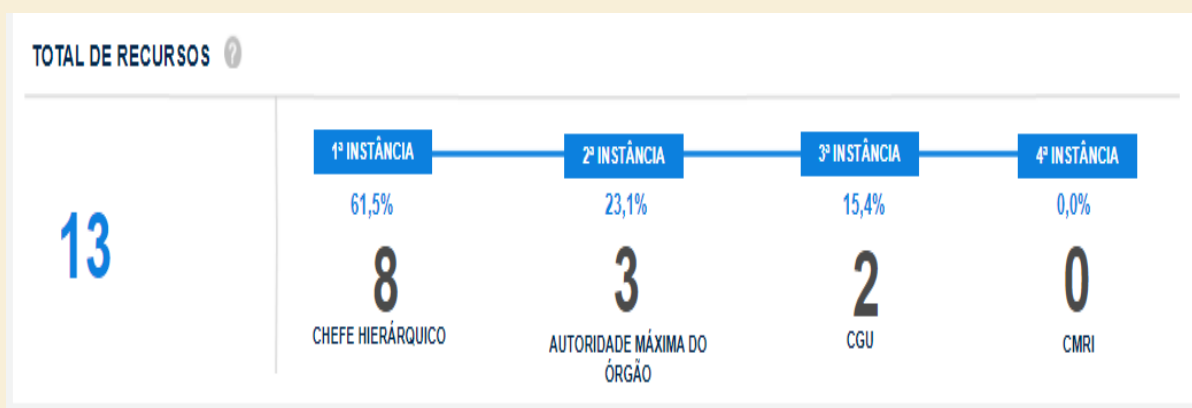 TOTAL DE RECURSOS ?
1ª INSTÂNCIA 2ª INSTÂNCIA 3ª INSTÂNCIA 4ª INSTÂNCIA
61,5% 23,1% 15,4% 0,0%
13 8 3 2 0
CHEFE HIERÁRQUICO AUTORIDADE MÁXIMA DO CGU CMRI
ÓRGÃO